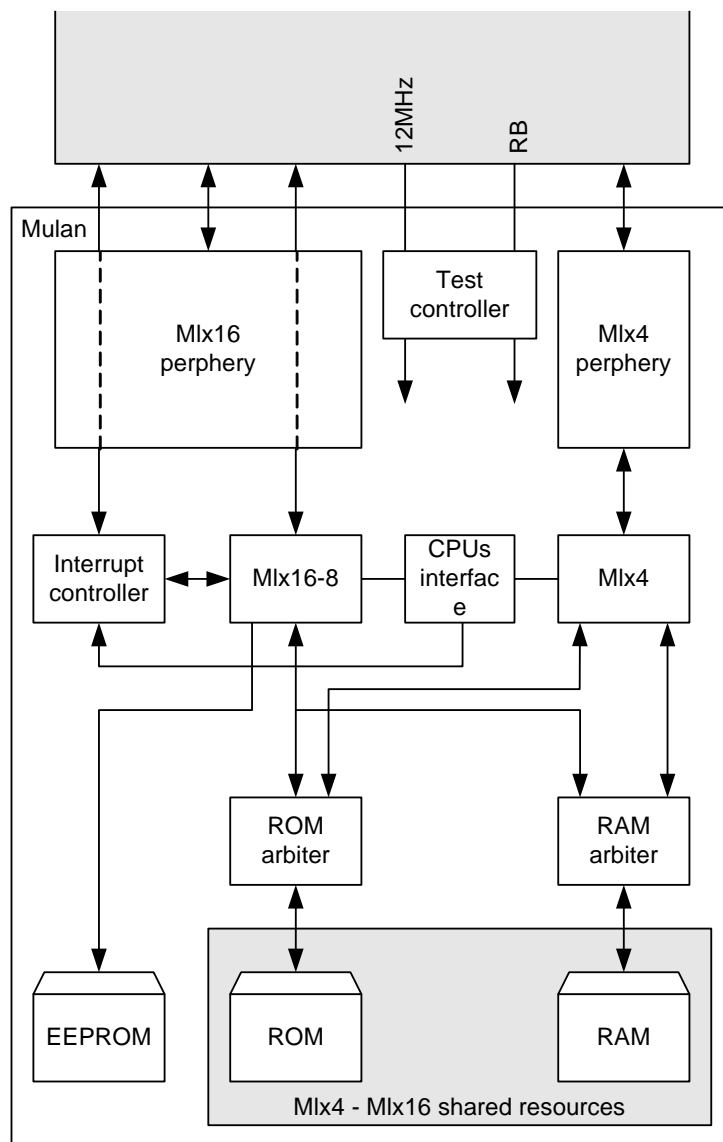 12MHz
RB
Mulan
Mlx16
perphery
Test
controller
Mlx4
perphery
Interrupt
controller
Mlx16-8
CPUs
interfac
e
Mlx4
ROM
arbiter
RAM
arbiter
EEPROM
ROM
RAM
Mlx4 - Mlx16 shared resources